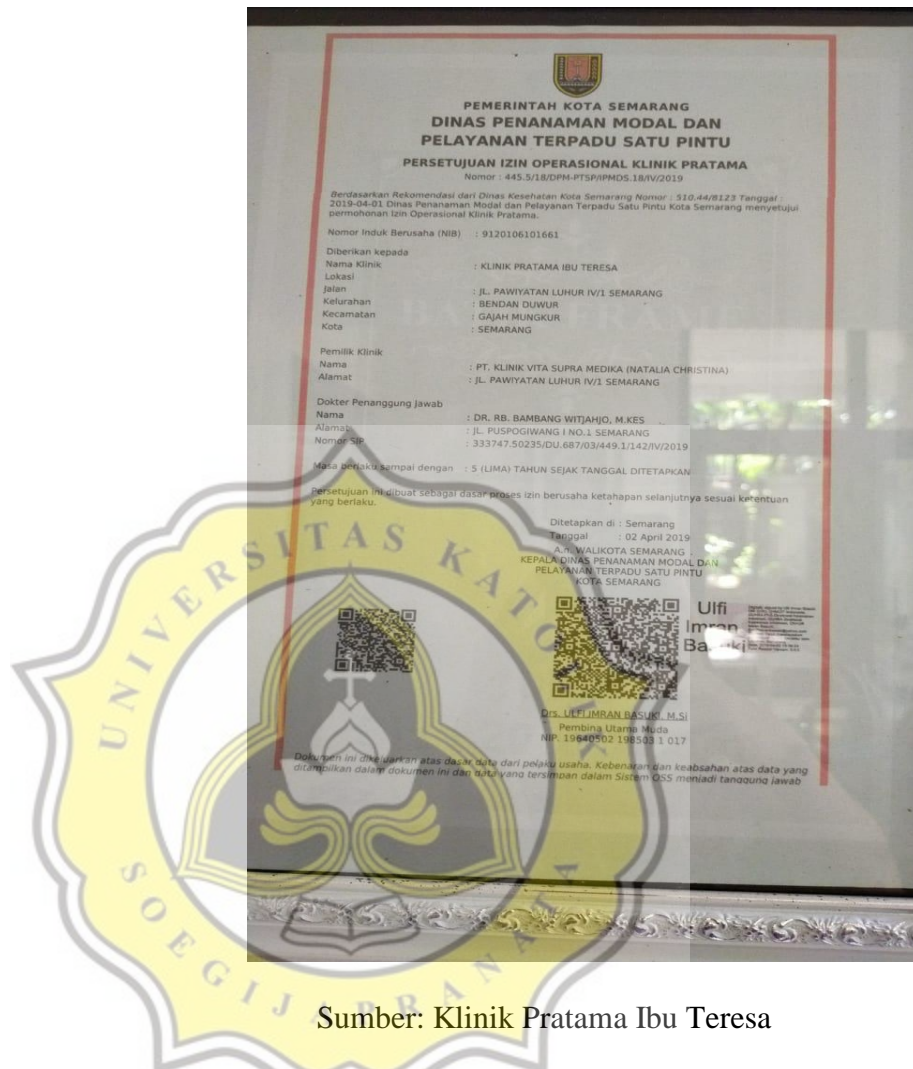 PEMERINTAH KOTA SEMARANG
DINAS PENANAMAN MODAL DAN
PELAYANAN TERPADU SATU PINTU
PERSETUJUAN IZIN OPERASIONAL KLINIK PRATAMA
Nomor : 445.5/18/DPM-PTSP/IPMDS.18/IV/2019
Berdasarkan Rekomendasi dari Dinas Kesehatan Kota Semarang Nomor : 510.44/8123 Tanggal :
2019-04-01 Dinas Penanaman Modal dan Pelayanan Terpadu Satu Pintu Kota Semarang menyetujui
permohonan Izin Operasional Klinik Pratama.
Nomor Induk Berusaha (NIB) : 9120106101661
Diberikan kepada
Nama Klinik : KLINIK PRATAMA IBU TERESA
Lokasi
Jalan : JL. PAWIYATAN LUHUR IV/1 SEMARANG
Kelurahan : BENDAN DUWUR
Kecamatan : GAJAH MUNGKUR
Kota : SEMARANG
Pemilik Klinik
Nama : PT. KLINIK VITA SUPRA MEDIKA (NATALIA CHRISTINA)
Alamat : JL. PAWIYATAN LUHUR IV/1 SEMARANG
Dokter Penanggung Jawab
Nama : DR. RB. BAMBANG WITJAHJO, M.KES
Alamat : JL. PUSPOGIWANG I NO.1 SEMARANG
Nomor SIP : 333747.50235/DU.687/03/449.1/142/IV/2019
Masa berlaku sampai dengan : 5 (LIMA) TAHUN SEJAK TANGGAL DITETAPKAN
Persetujuan ini dibuat sebagai dasar proses izin berusaha ketahapan selanjutnya sesuai ketentuan
yang berlaku.
Ditetapkan di : Semarang
Tanggal : 02 April 2019
A.n. WALIKOTA SEMARANG
KEPALA DINAS PENANAMAN MODAL DAN
PELAYANAN TERPADU SATU PINTU
KOTA SEMARANG
Ulfi
Imran
Basuki
Drs. ULFI IMRAN BASUKI, M.Si
Pembina Utama Muda
NIP. 19640502 198503 1 017
Dokumen ini dikeluarkan atas dasar data dari pelaku usaha. Kebenaran dan keabsahan atas data yang
ditampilkan dalam dokumen ini dan data yang tersimpan dalam Sistem OSS menjadi tanggung jawab
UNIVERSITAS KATOLIK
SOEGIJAPRANATA
Sumber: Klinik Pratama Ibu Teresa